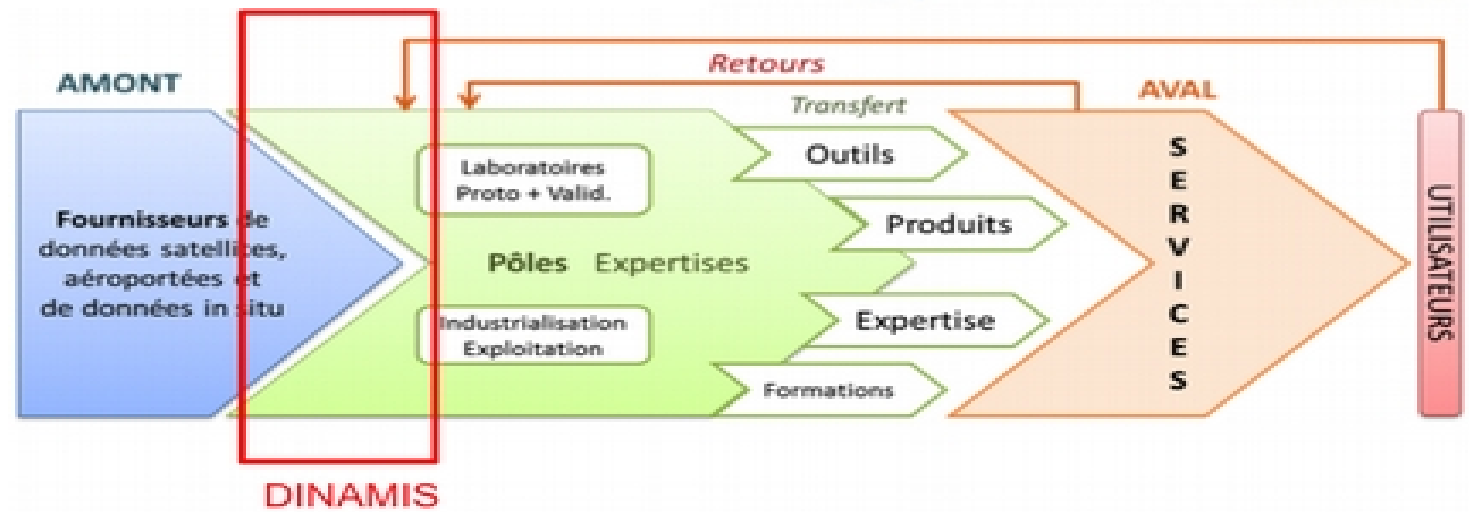 AMONT
Retours
AVAL
Transfert
Fournisseurs de
données satellites,
aéroportées et
de données in situ
Laboratoires
Proto + Valid.
Pôles Expertises
Industrialisation
Exploitation
Outils
Produits
Expertise
Formations
SERVICES
UTILISATEURS
DINAMIS